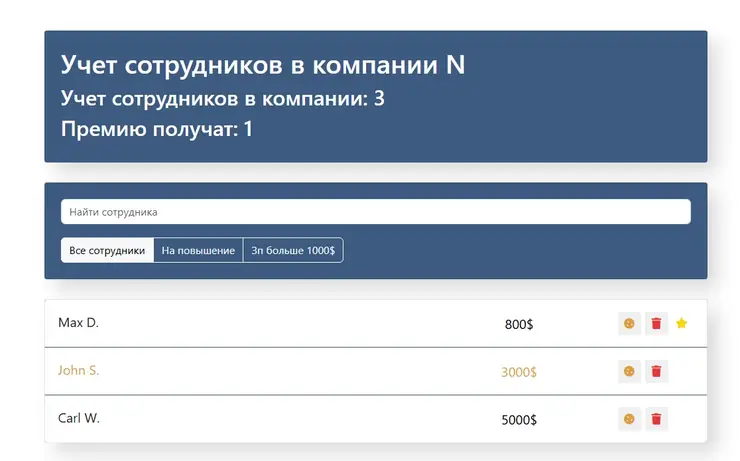 Учет сотрудников в компании N
Учет сотрудников в компании: 3
Премию получат: 1
Найти сотрудника
Все сотрудники На повышение Зп больше 1000$
Max D. 800$
John S. 3000$
Carl W. 5000$